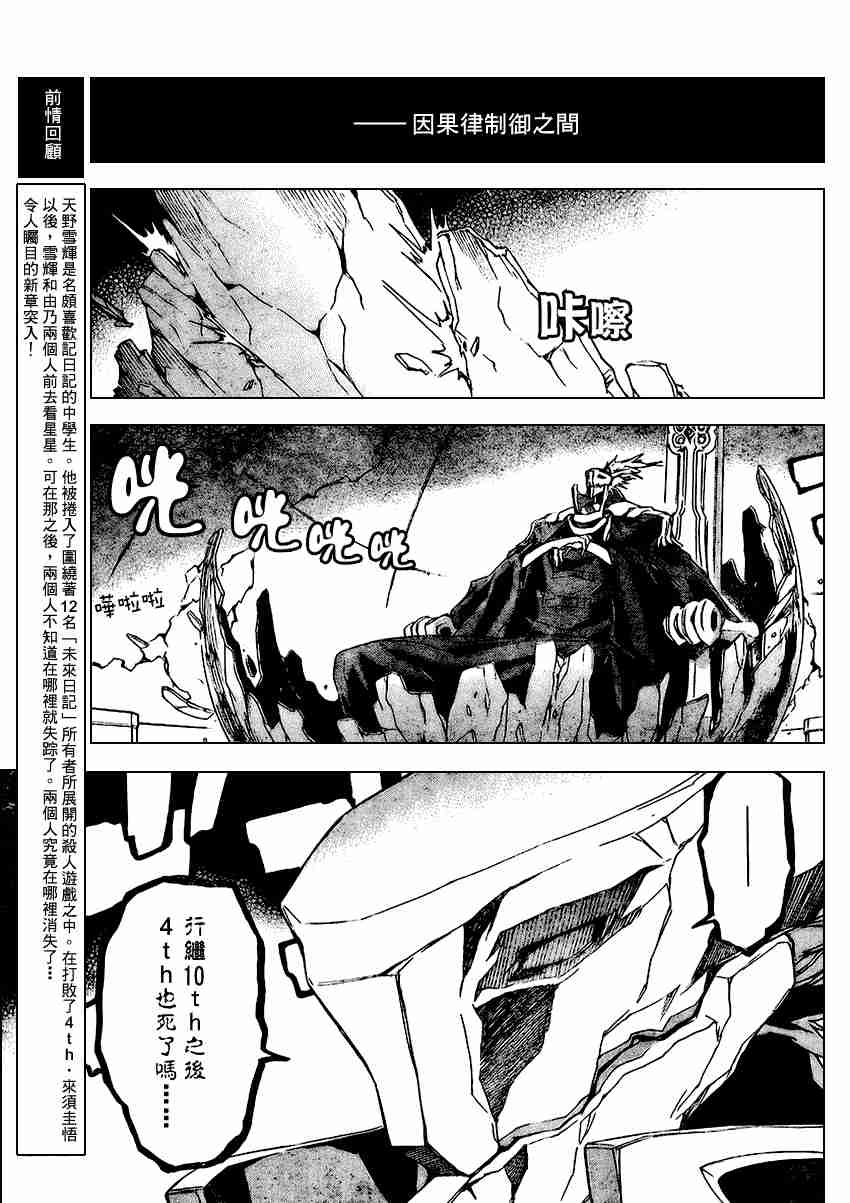 前情回顧
天野雪輝是名頗喜歡記日記的中學生。他被捲入了圍繞著12名「未來日記」所有者所展開的殺人遊戲之中。在打敗了4th．來須圭悟
以後，雪輝和由乃兩個人前去看星星。可在那之後，兩個人不知道在哪裡就失踪了。兩個人究竟在哪裡消失了…
令人矚目的新章突入！
——因果律制御之間
咔嚓
咣
咣
咣
咣
嘩啦啦
——
行繼10th之後
4th也死了嗎……